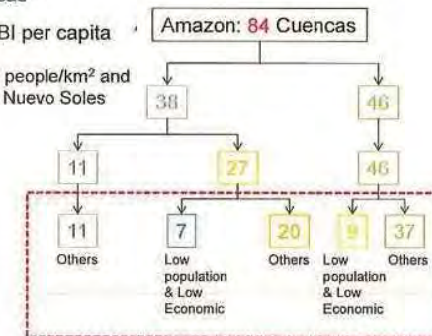 BI per capita
Amazon: 84 Cuencas
people/km² and
Nuevo Soles
38
46
11
27
46
11
7
20
9
37
Others
Low
population
& Low
Economic
Others
Low
population
& Low
Economic
Others